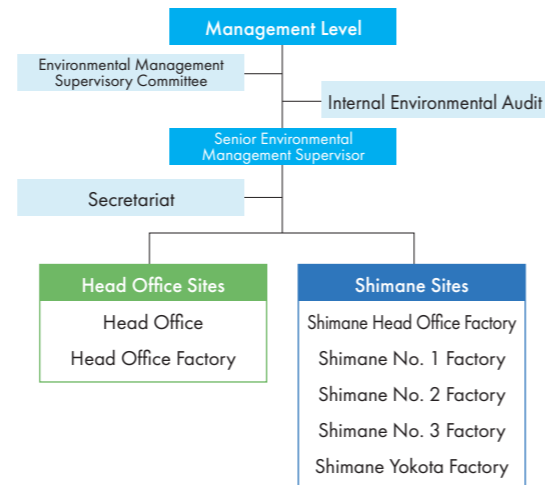 Management Level
Environmental Management
Supervisory Committee
Internal Environmental Audit
Senior Environmental
Management Supervisor
Secretariat
Head Office Sites
Head Office
Head Office Factory
Shimane Sites
Shimane Head Office Factory
Shimane No. 1 Factory
Shimane No. 2 Factory
Shimane No. 3 Factory
Shimane Yokota Factory